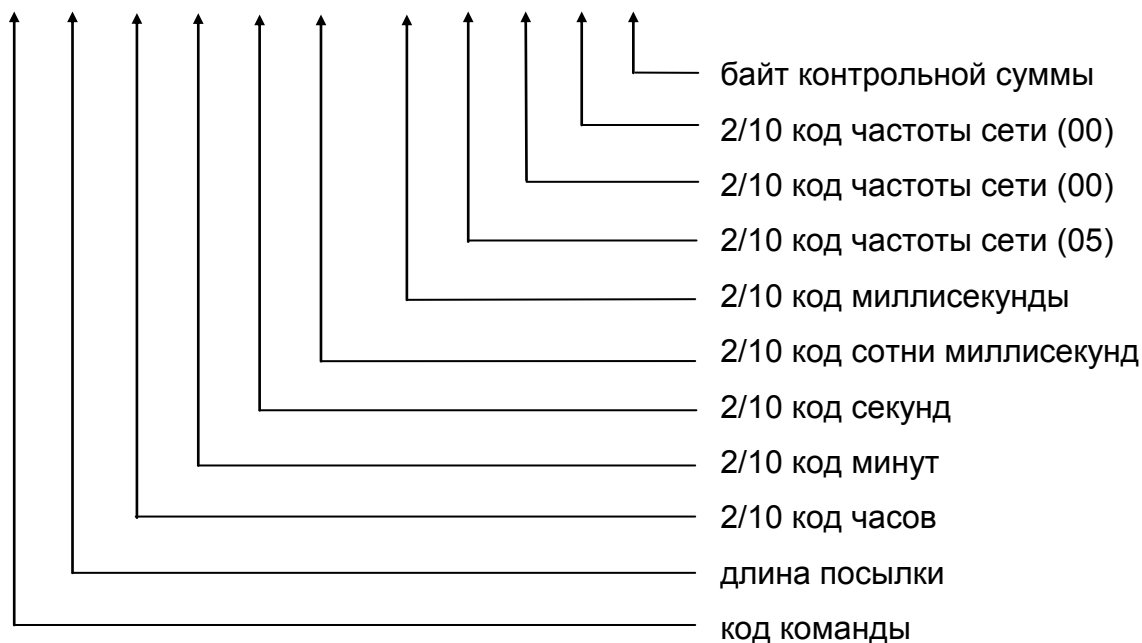 байт контрольной суммы
2/10 код частоты сети (00)
2/10 код частоты сети (00)
2/10 код частоты сети (05)
2/10 код миллисекунды
2/10 код сотни миллисекунд
2/10 код секунд
2/10 код минут
2/10 код часов
длина посылки
код команды